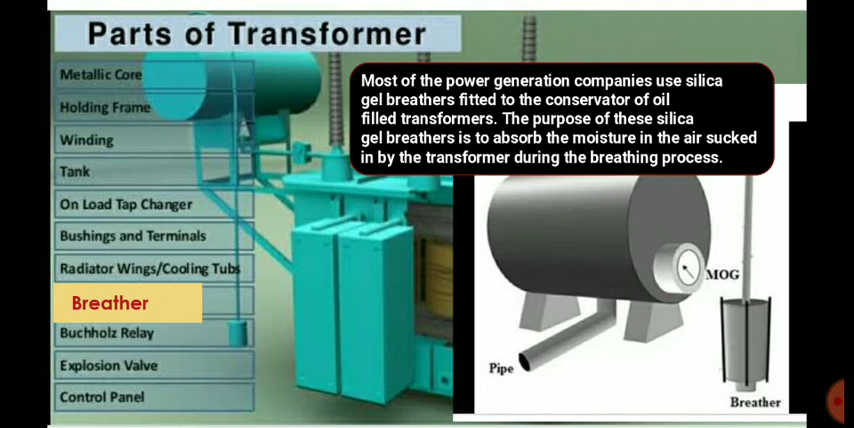 Parts of Transformer
Metallic Core
Holding Frame
Winding
Tank
On Load Tap Changer
Bushings and Terminals
Radiator Wings/Cooling Tubs
Breather
Buchholz Relay
Explosion Valve
Control Panel
Most of the power generation companies use silica
gel breathers fitted to the conservator of oil
filled transformers. The purpose of these silica
gel breathers is to absorb the moisture in the air sucked
in by the transformer during the breathing process.
MOG
Pipe
Breather